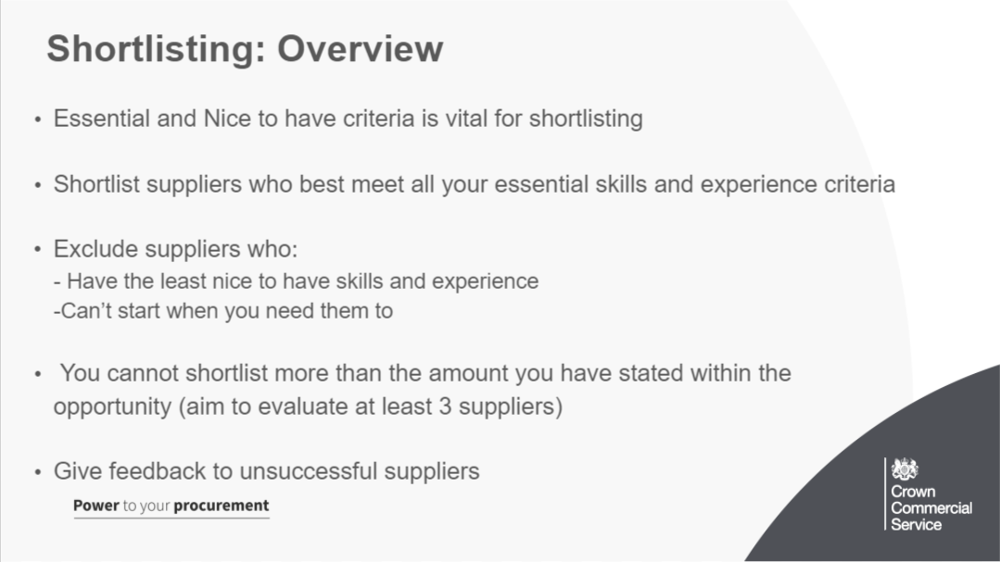 Shortlisting: Overview
• Essential and Nice to have criteria is vital for shortlisting
• Shortlist suppliers who best meet all your essential skills and experience criteria
• Exclude suppliers who:
- Have the least nice to have skills and experience
-Can’t start when you need them to
• You cannot shortlist more than the amount you have stated within the
opportunity (aim to evaluate at least 3 suppliers)
• Give feedback to unsuccessful suppliers
Power to your procurement
Crown
Commercial
Service